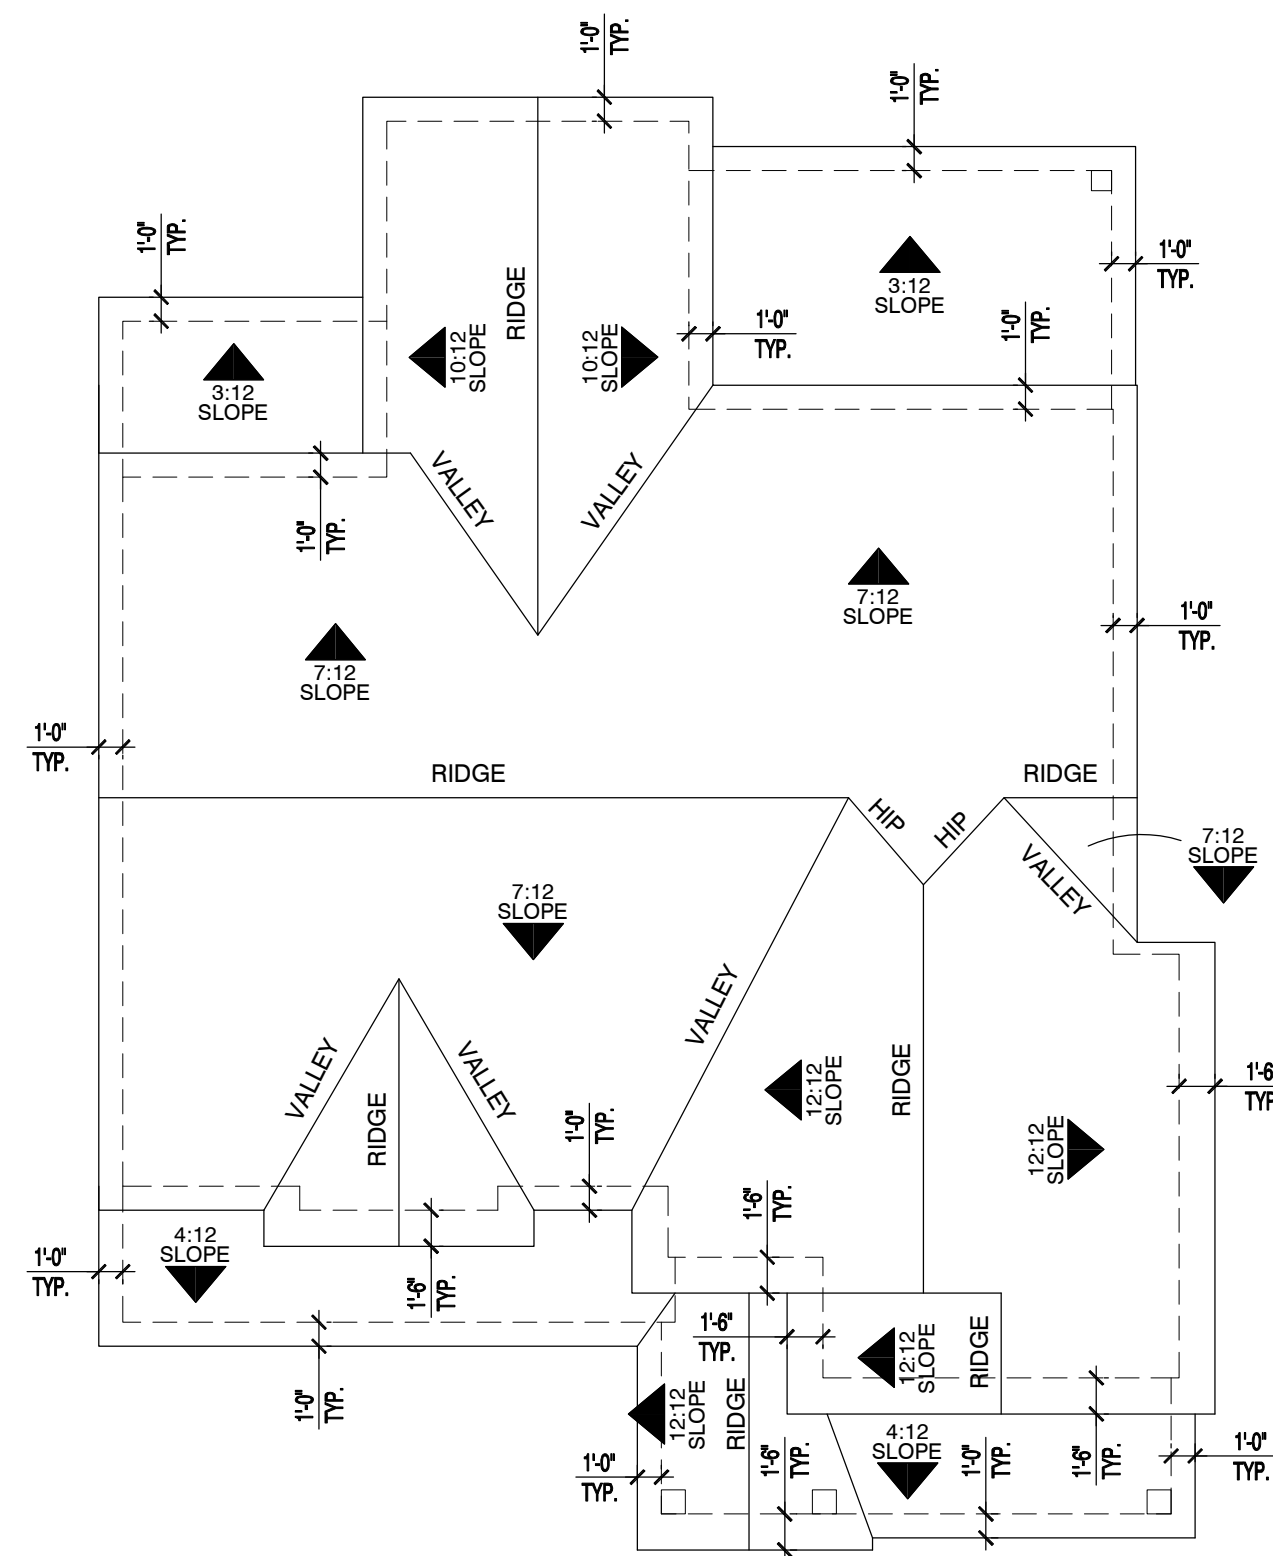 1'-0"
TYP.
1'-0"
TYP.
1'-0"
TYP.
1'-0"
TYP.
3:12
SLOPE
RIDGE
10:12
SLOPE
10:12
SLOPE
1'-0"
TYP.
1'-0"
TYP.
3:12
SLOPE
VALLEY
VALLEY
1'-0"
TYP.
7:12
SLOPE
1'-0"
TYP.
7:12
SLOPE
1'-0"
TYP.
RIDGE
RIDGE
HIP
HIP
7:12
SLOPE
VALLEY
7:12
SLOPE
VALLEY
VALLEY
VALLEY
RIDGE
1'-0"
TYP.
12:12
SLOPE
RIDGE
1'-6
TYP
12:12
SLOPE
1'-6"
TYP.
4:12
SLOPE
1'-0"
TYP.
1'-6"
TYP.
1'-6"
TYP.
12:12
SLOPE
RIDGE
1'-0"
TYP.
12:12
SLOPE
RIDGE
4:12
SLOPE
1'-0"
TYP.
1'-6"
TYP.
1'-0"
TYP.
1'-6"
TYP.
1'-0"
TYP.